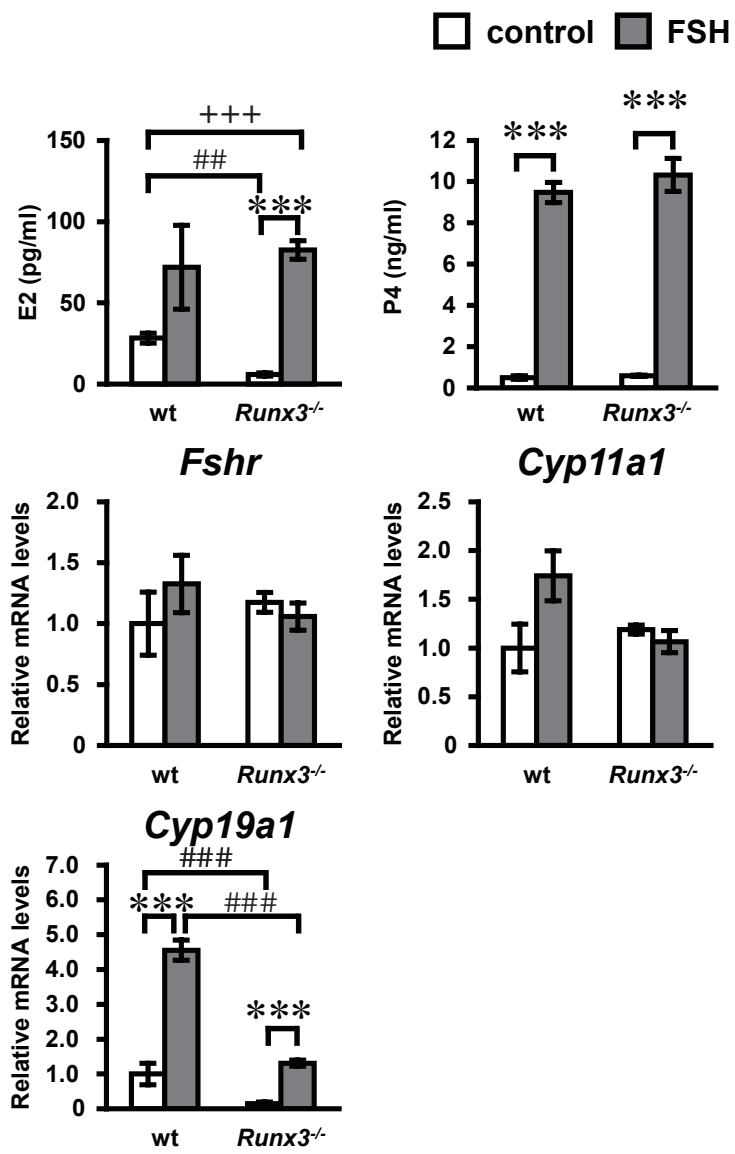 control FSH
+++
##
***
E2 (pg/ml)
150
100
50
0
wt Runx3-/-
***
***
P4 (ng/ml)
12
10
8
6
4
2
0
wt Runx3-/-
Fshr
Relative mRNA levels
2.0
1.5
1.0
0.5
0
wt Runx3-/-
Cyp11a1
Relative mRNA levels
2.5
2.0
1.5
1.0
0.5
0
wt Runx3-/-
Cyp19a1
###
*** ###
***
Relative mRNA levels
7.0
6.0
5.0
4.0
3.0
2.0
1.0
0
wt Runx3-/-